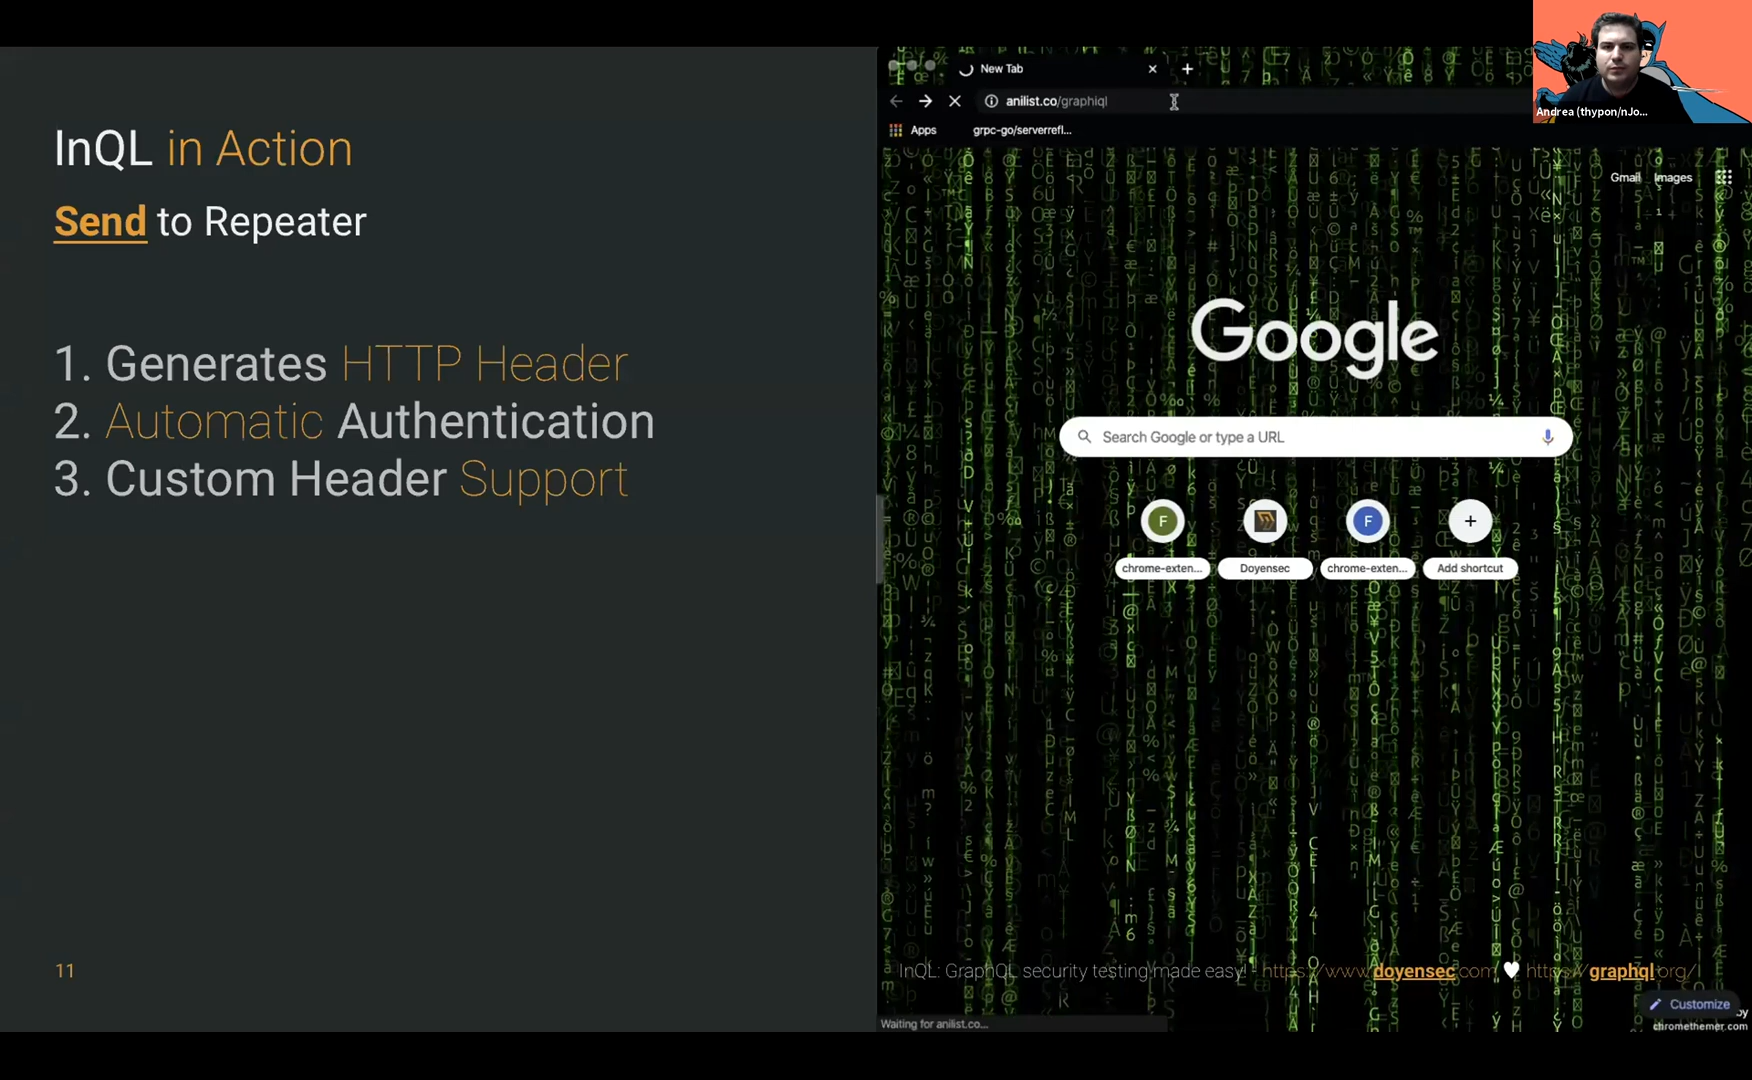 InQL in Action
Send to Repeater
1. Generates HTTP Header
2. Automatic Authentication
3. Custom Header Support
11
New Tab
anilist.co/graphiql
Apps
grpc-go/serverrefl...
Andrea (thypon/nJo...
Gmail Images
Google
Search Google or type a URL
F
F
chrome-exten...
Doyensec
chrome-exten...
Add shortcut
InQL: GraphQL security testing made easy! - https://www.doyensec.com https://graphql.org/
Customize
Waiting for anilist.co...
by
chromethemer.com